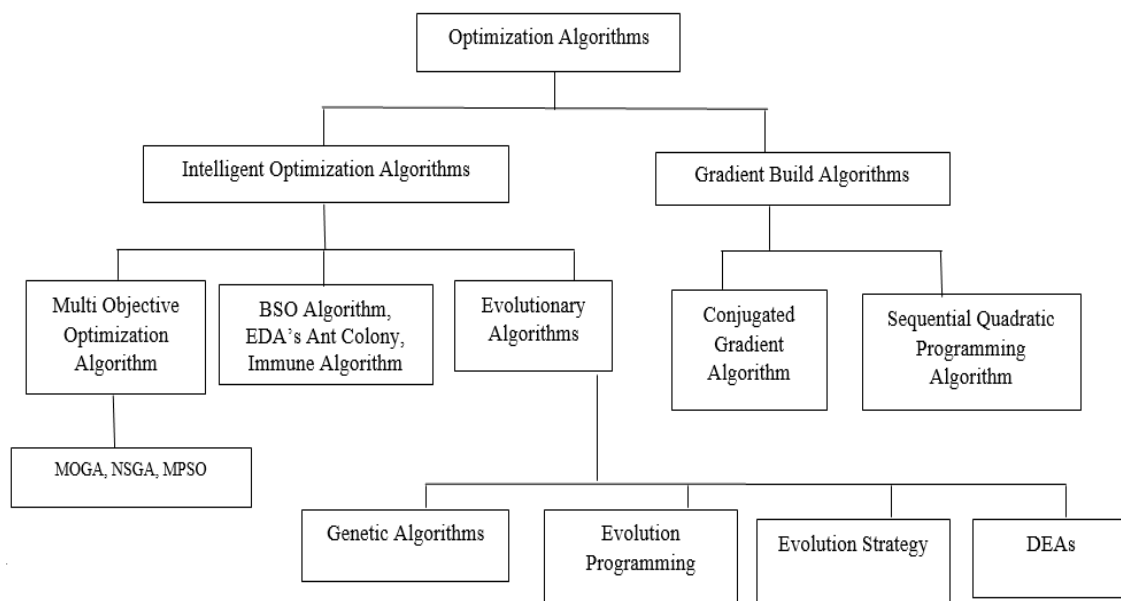 Optimization Algorithms
Intelligent Optimization Algorithms
Gradient Build Algorithms
Multi Objective
Optimization
Algorithm
BSO Algorithm,
EDA's Ant Colony,
Immune Algorithm
Evolutionary
Algorithms
Conjugated
Gradient
Algorithm
Sequential Quadratic
Programming
Algorithm
MOGA, NSGA, MPSO
Genetic Algorithms
Evolution
Programming
Evolution Strategy
DEAs